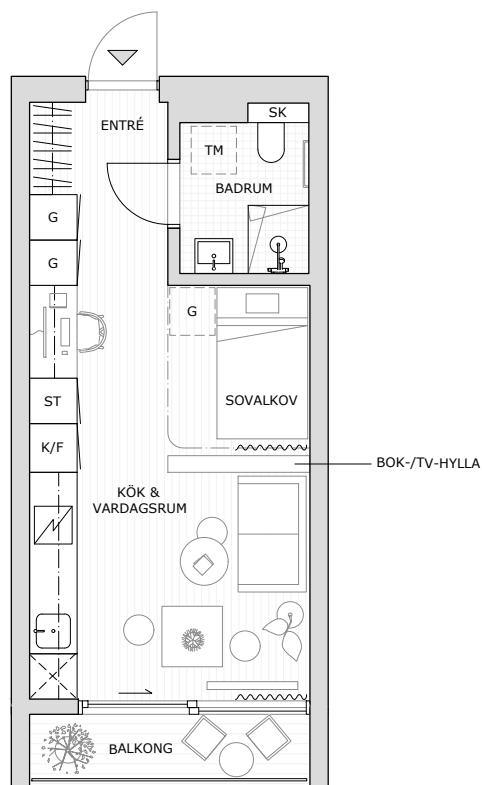 ENTRÉ
SK
TM
BADRUM
G
G
G
ST
SOVALKOV
K/F
BOK-/TV-HYLLA
KÖK &
VARDAGSRUM
BALKONG